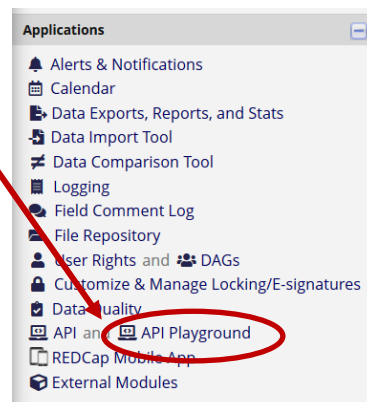 Applications
Alerts & Notifications
Calendar
Data Exports, Reports, and Stats
Data Import Tool
Data Comparison Tool
Logging
Field Comment Log
File Repository
User Rights and DAGs
Customize & Manage Locking/E-signatures
Data Quality
API and API Playground
REDCap Mobile App
External Modules